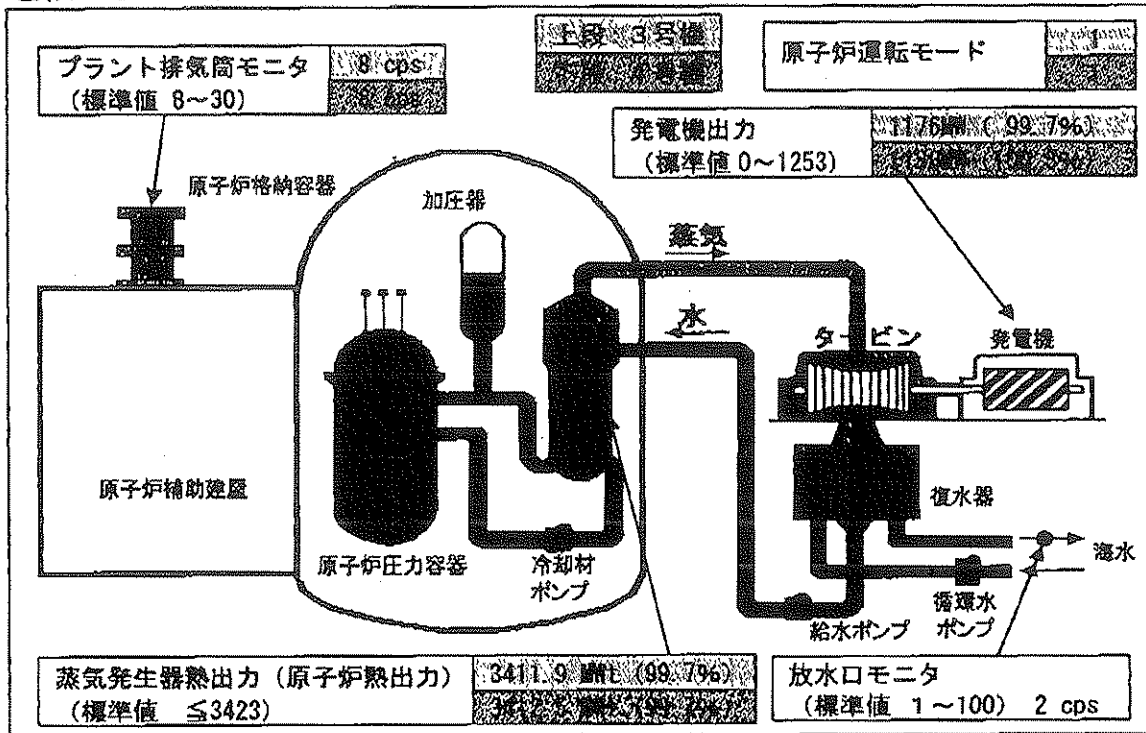 プラント排気筒モニタ
(標準値 8～30)
8 cps
8 cps
上段 3号機
原子炉運転モード
1
発電機出力
(標準値 0～1253)
1176MW ( 99.7%)
原子炉格納容器
加圧器
蒸気
水
タービン
発電機
原子炉補助建屋
原子炉圧力容器
冷却材
ポンプ
復水器
海水
給水ポンプ
循環水
ポンプ
蒸気発生器熱出力 (原子炉熱出力)
(標準値 ≦3423)
3411.9 MWt (99.7%)
放水口モニタ
(標準値 1～100) 2 cps